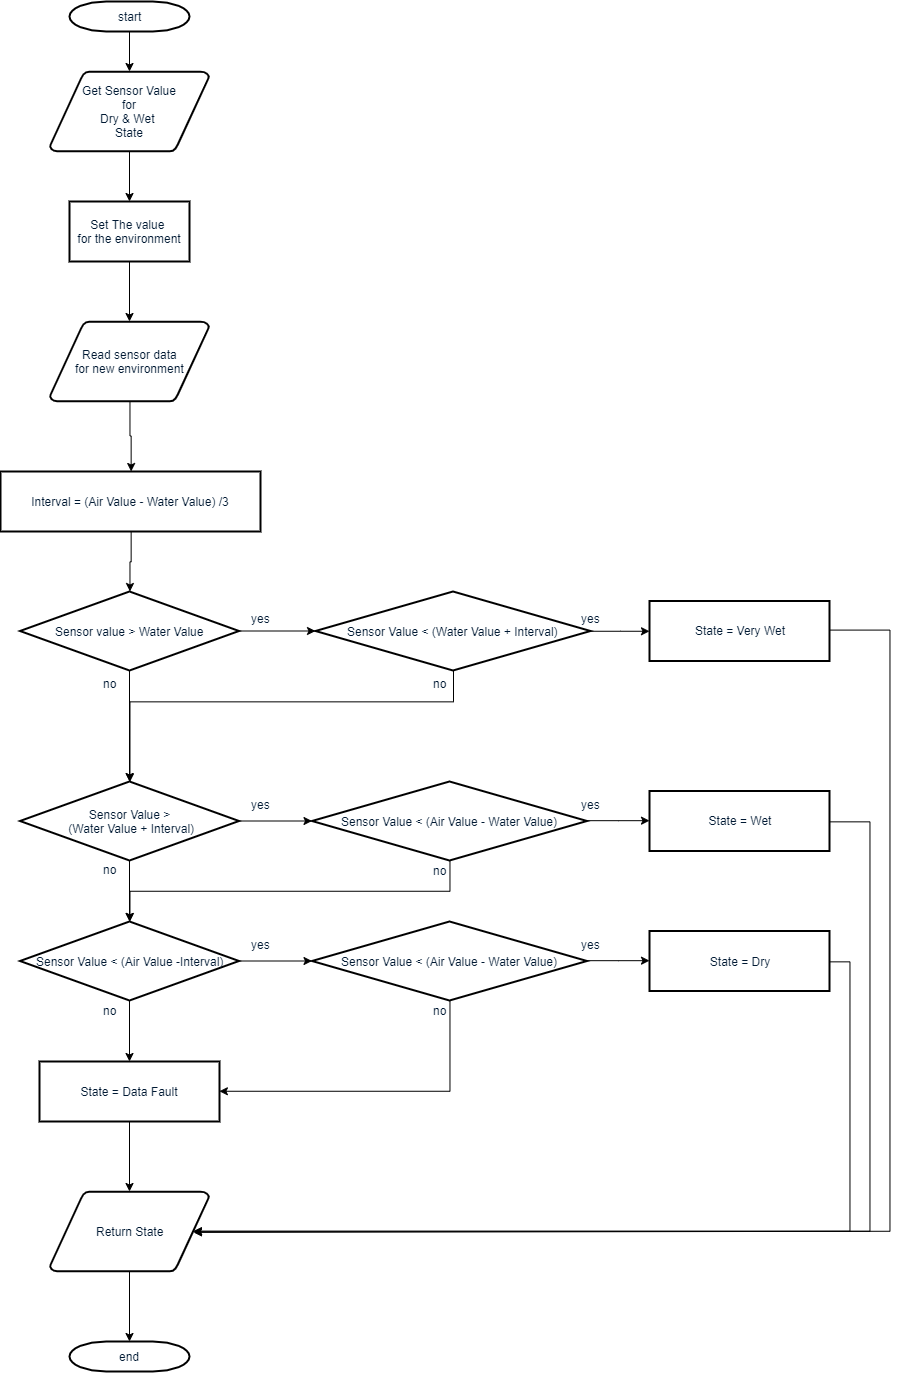 start
Get Sensor Value
for
Dry & Wet
State
Set The value
for the environment
Read sensor data
for new environment
Interval = (Air Value - Water Value) /3
Sensor value > Water Value
yes
Sensor Value < (Water Value + Interval)
yes
State = Very Wet
no
no
Sensor Value >
(Water Value + Interval)
yes
Sensor Value < (Air Value - Water Value)
yes
State = Wet
no
no
Sensor Value < (Air Value -Interval)
yes
Sensor Value < (Air Value - Water Value)
yes
State = Dry
no
no
State = Data Fault
Return State
end